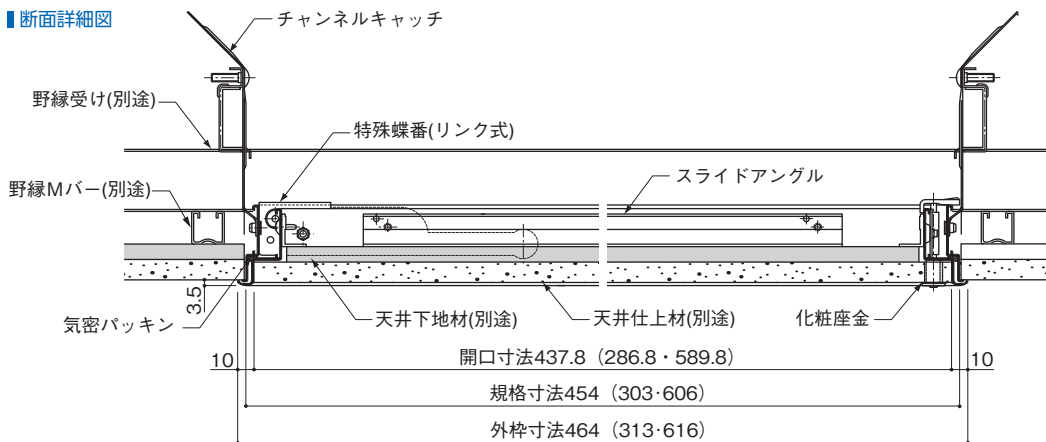 断面詳細図
チャンネルキャッチ
野縁受け(別途)
特殊蝶番(リンク式)
スライドアングル
野縁Mバー(別途)
3.5
気密パッキン
天井下地材(別途)
天井仕上材(別途)
化粧座金
10
開口寸法437.8（286.8・589.8）
10
規格寸法454（303･606）
外枠寸法464（313･616）